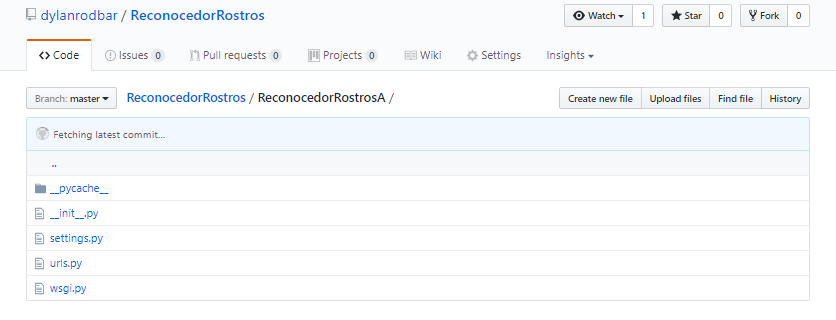 dylanrodbar / ReconocedorRostros
Watch 1 Star 0 Fork 0
Code Issues 0 Pull requests 0 Projects 0 Wiki Settings Insights
Branch: master ReconocedorRostros / ReconocedorRostrosA / Create new file Upload files Find file History
Fetching latest commit...
..
__pycache__
__init__.py
settings.py
urls.py
wsgi.py